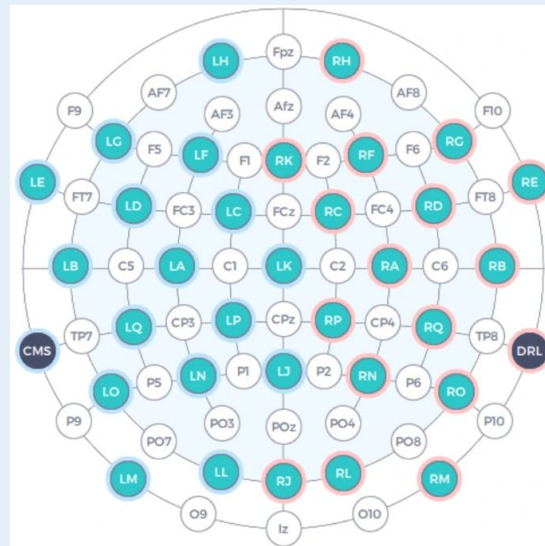 Fpz
LH RH
AF7 AF8
F9 AF3 Afz AF4 F10
LG RG
F5 LF F1 RK F2 RF F6
LE RE
FT7 LD FC3 LC FCz RC FC4 RD FT8
LB C5 LA C1 LK C2 RA C6 RB
TP7 LQ CP3 LP CPz RP CP4 RQ TP8
CMS DRL
LO P5 LN P1 LJ P2 RN P6 RO
P9 PO3 POz PO4 P10
PO7 PO8
LM LL RJ RL RM
O9 Iz O10